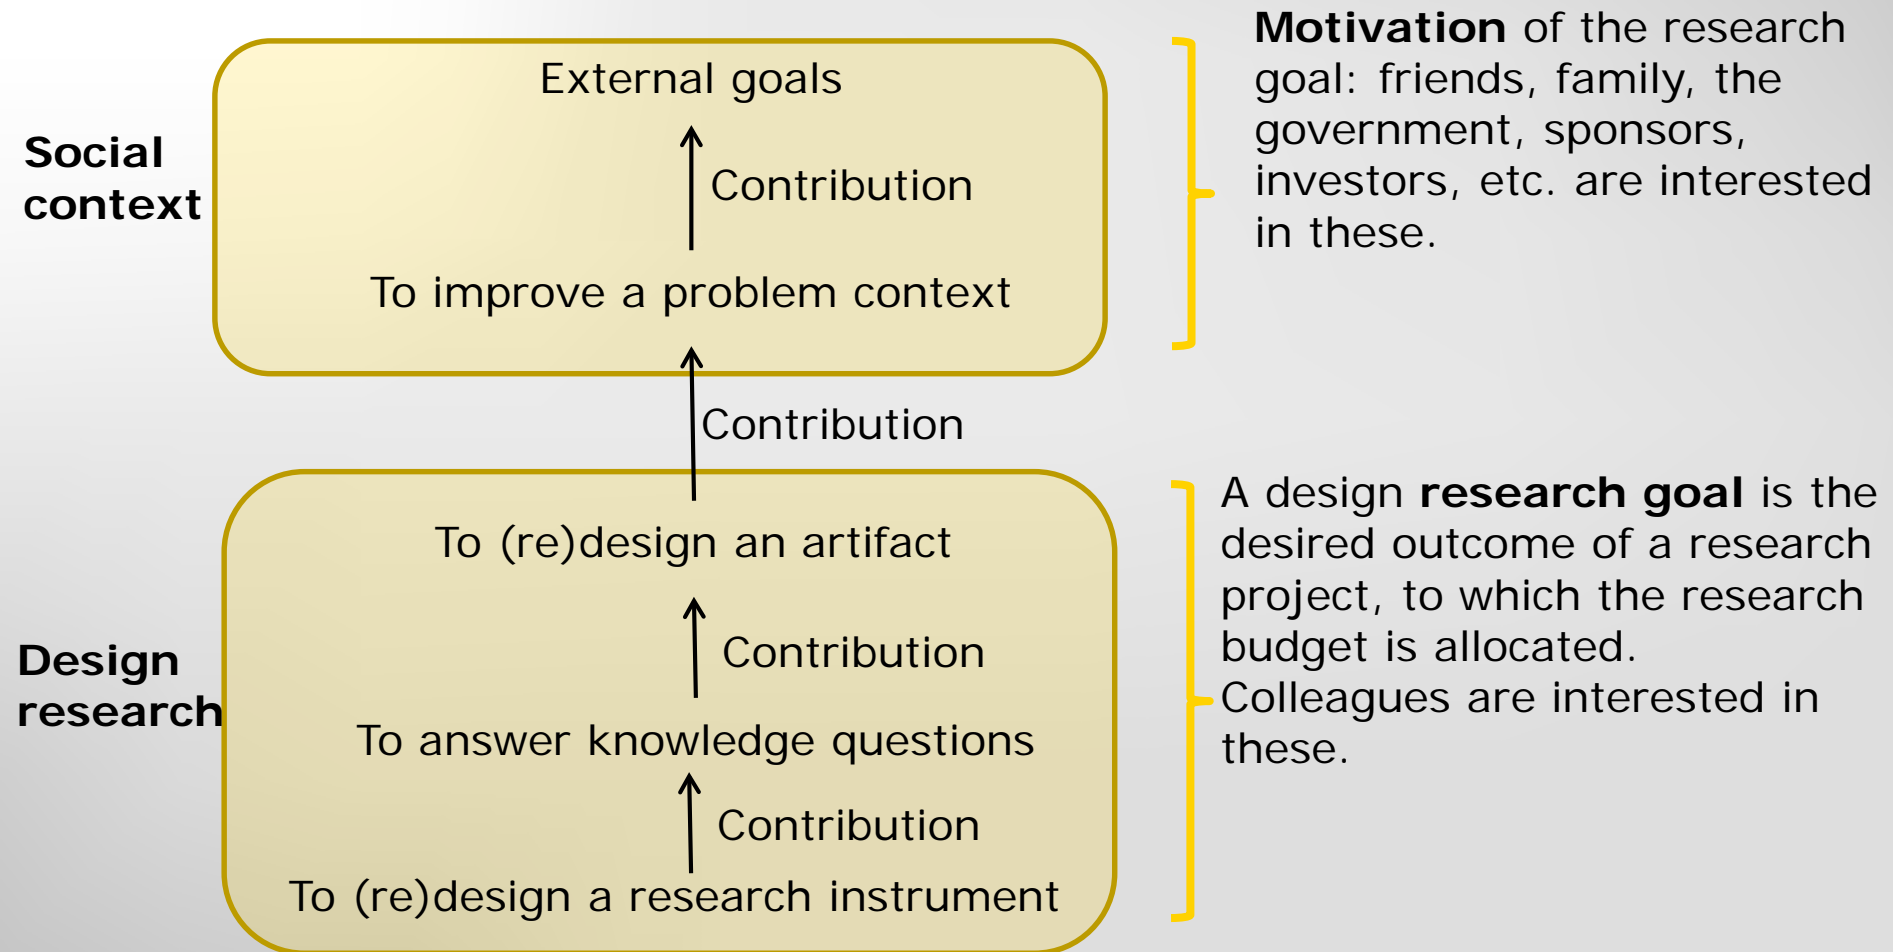 Social
context
External goals
Contribution
To improve a problem context
Motivation of the research
goal: friends, family, the
government, sponsors,
investors, etc. are interested
in these.
Contribution
Design
research
To (re)design an artifact
Contribution
To answer knowledge questions
Contribution
To (re)design a research instrument
A design research goal is the
desired outcome of a research
project, to which the research
budget is allocated.
Colleagues are interested in
these.